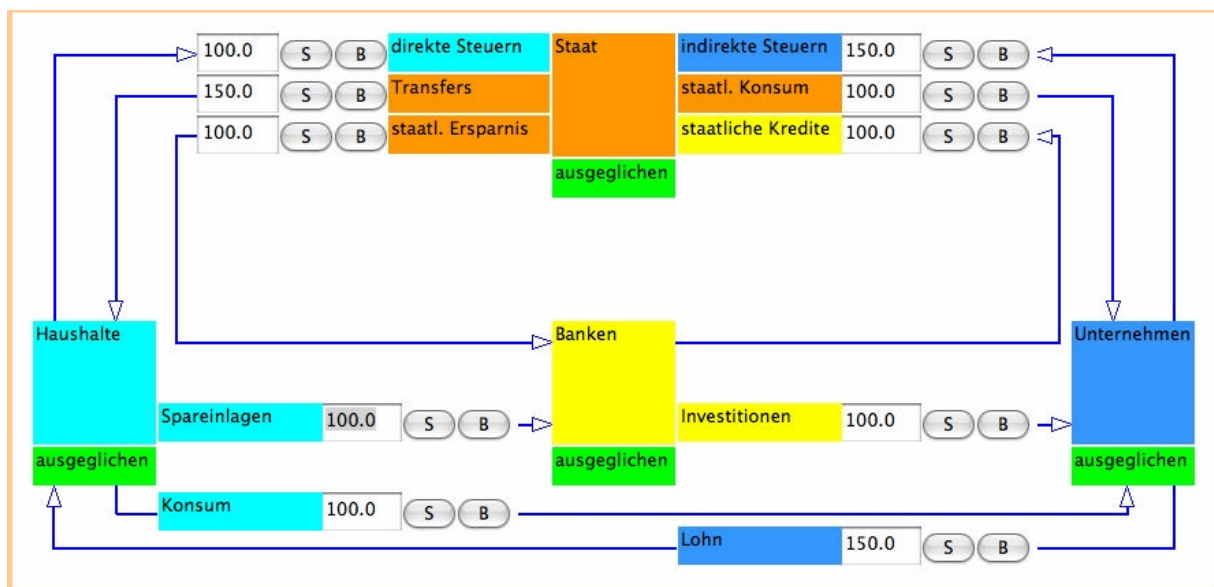 100.0 S B direkte Steuern Staat indirekte Steuern 150.0 S B
150.0 S B Transfers staatl. Konsum 100.0 S B
100.0 S B staatl. Ersparnis staatliche Kredite 100.0 S B
ausgeglichen
Haushalte Banken Unternehmen
Spareinlagen 100.0 S B Investitionen 100.0 S B
ausgeglichen ausgeglichen ausgeglichen
Konsum 100.0 S B
Lohn 150.0 S B